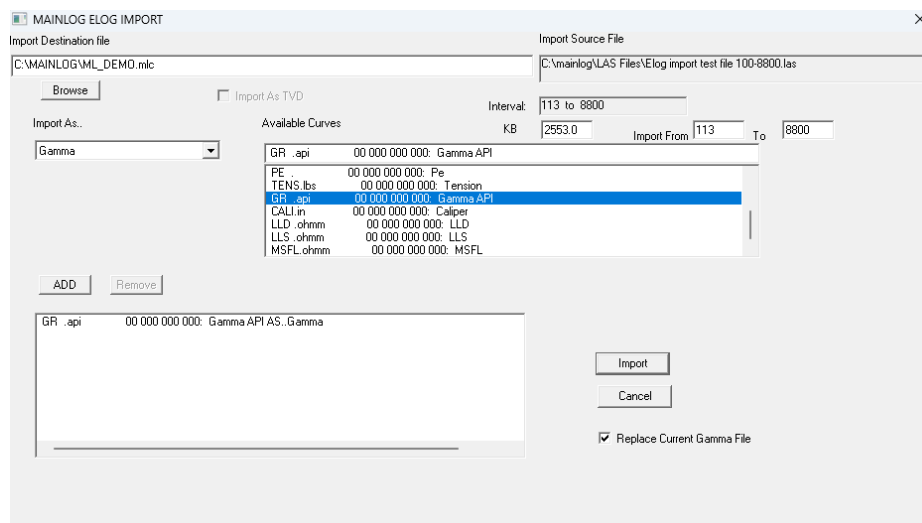 MAINLOG ELOG IMPORT
Import Destination file
Import Source File
C:\MAINLOG\ML_DEMO.mlc
C:\mainlog\LAS Files\Elog import test file 100-8800.las
Browse
Import As TVD
Interval:
113 to 8800
Import As..
Available Curves
KB
2553.0
Import From
113
To
8800
Gamma
GR .api 00 000 000 000: Gamma API
PE . 00 000 000 000: Pe
TENS.lbs 00 000 000 000: Tension
GR .api 00 000 000 000: Gamma API
CALI.in 00 000 000 000: Caliper
LLD .ohmm 00 000 000 000: LLD
LLS .ohmm 00 000 000 000: LLS
MSFL.ohmm 00 000 000 000: MSFL
ADD
Remove
GR .api 00 000 000 000: Gamma API AS..Gamma
Import
Cancel
Replace Current Gamma File